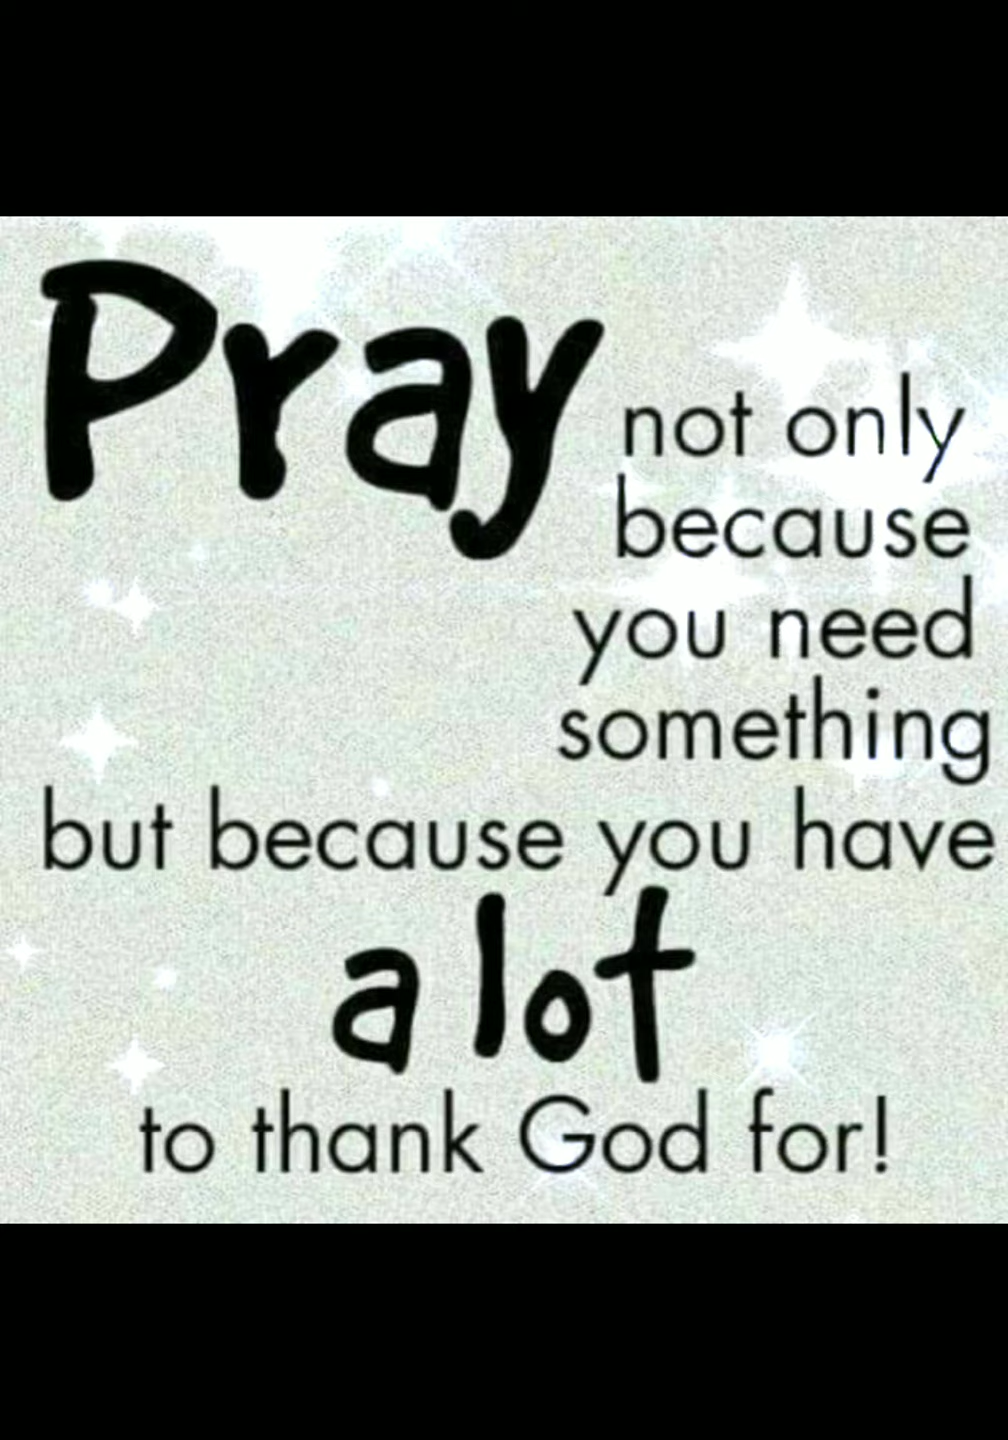 Pray not only
because
you need
something
but because you have
a lot
to thank God for!